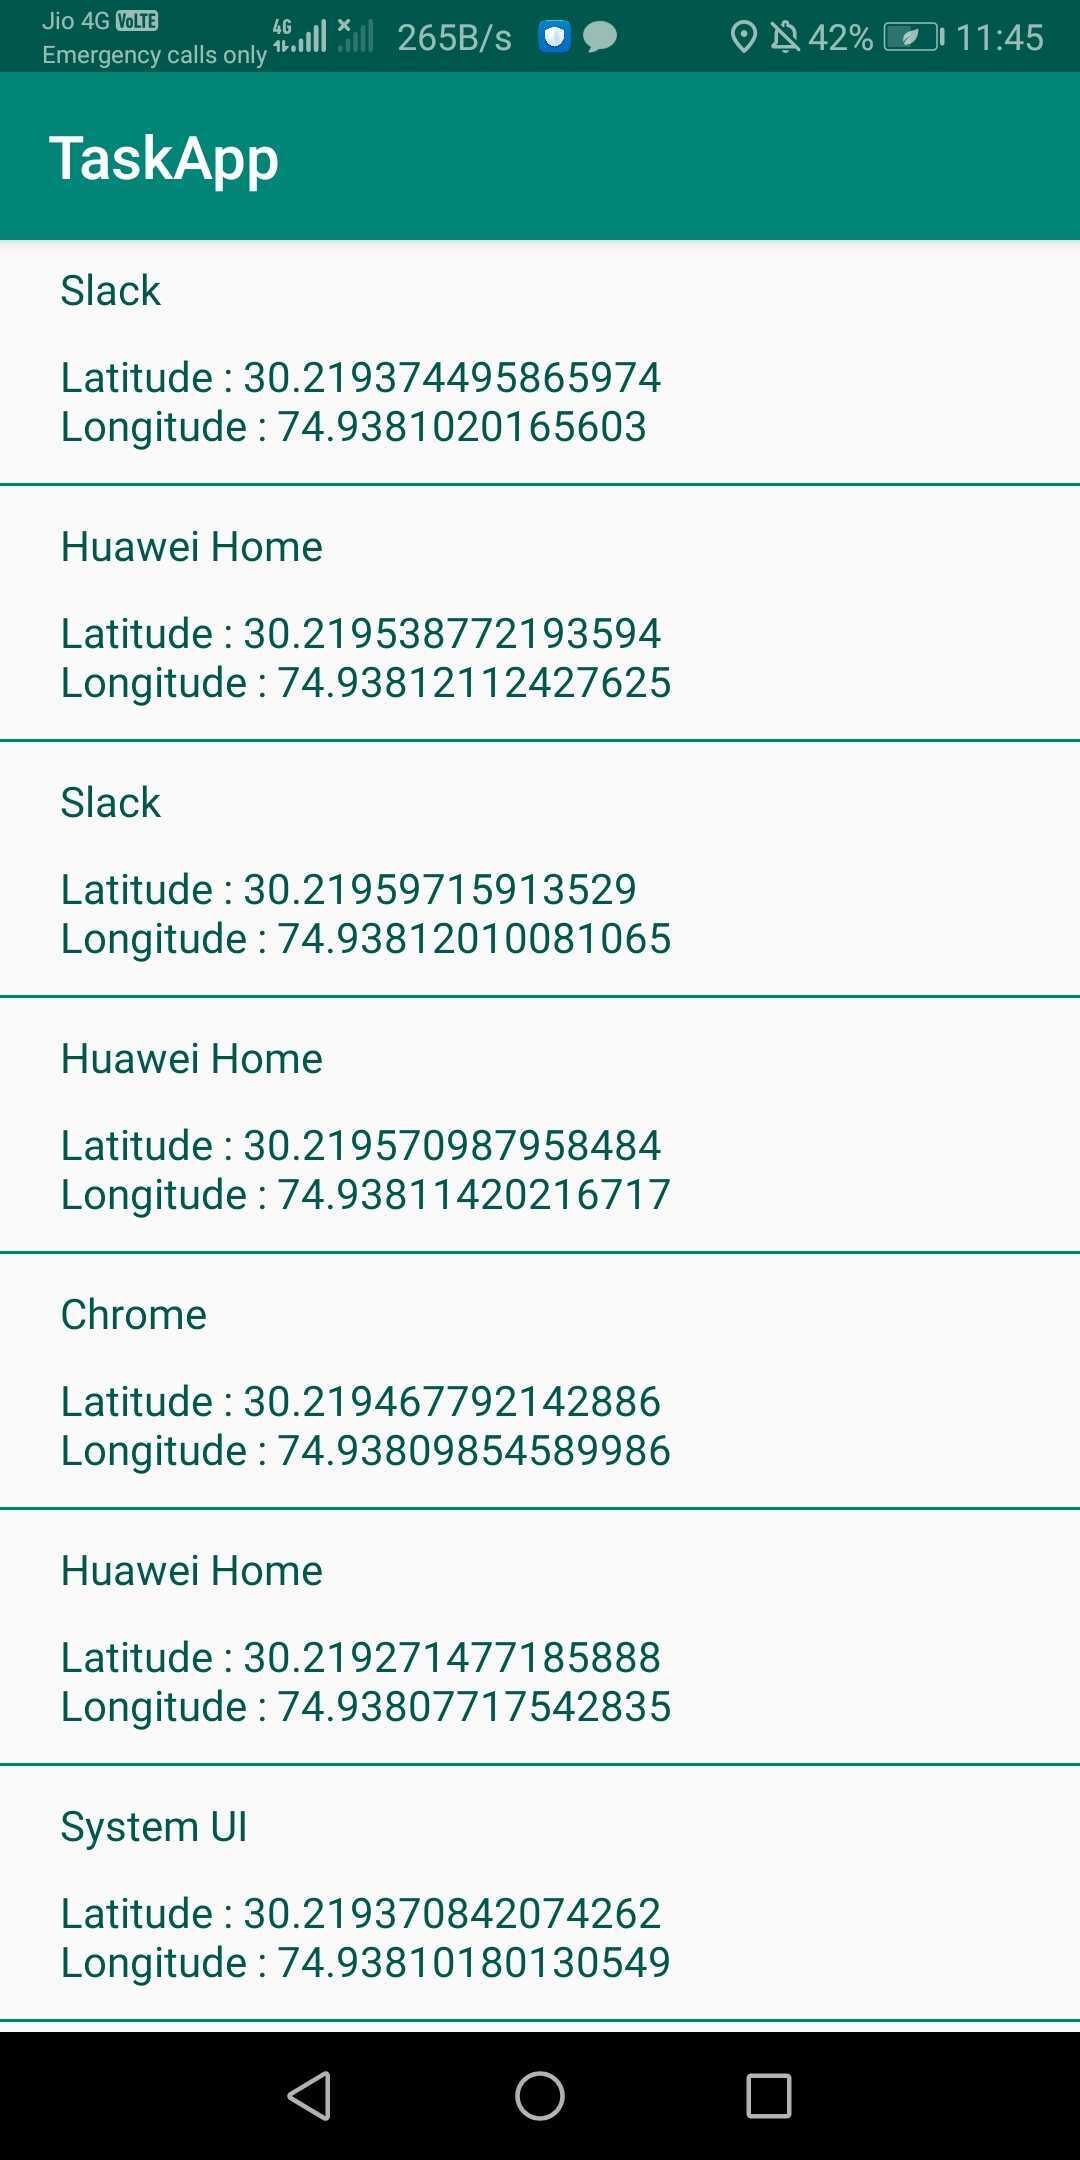 Jio 4G VoLTE
Emergency calls only
4G
265B/s
42%
11:45
TaskApp
Slack
Latitude : 30.219374495865974
Longitude : 74.9381020165603
Huawei Home
Latitude : 30.219538772193594
Longitude : 74.93812112427625
Slack
Latitude : 30.21959715913529
Longitude : 74.93812010081065
Huawei Home
Latitude : 30.219570987958484
Longitude : 74.93811420216717
Chrome
Latitude : 30.219467792142886
Longitude : 74.93809854589986
Huawei Home
Latitude : 30.219271477185888
Longitude : 74.93807717542835
System UI
Latitude : 30.219370842074262
Longitude : 74.93810180130549